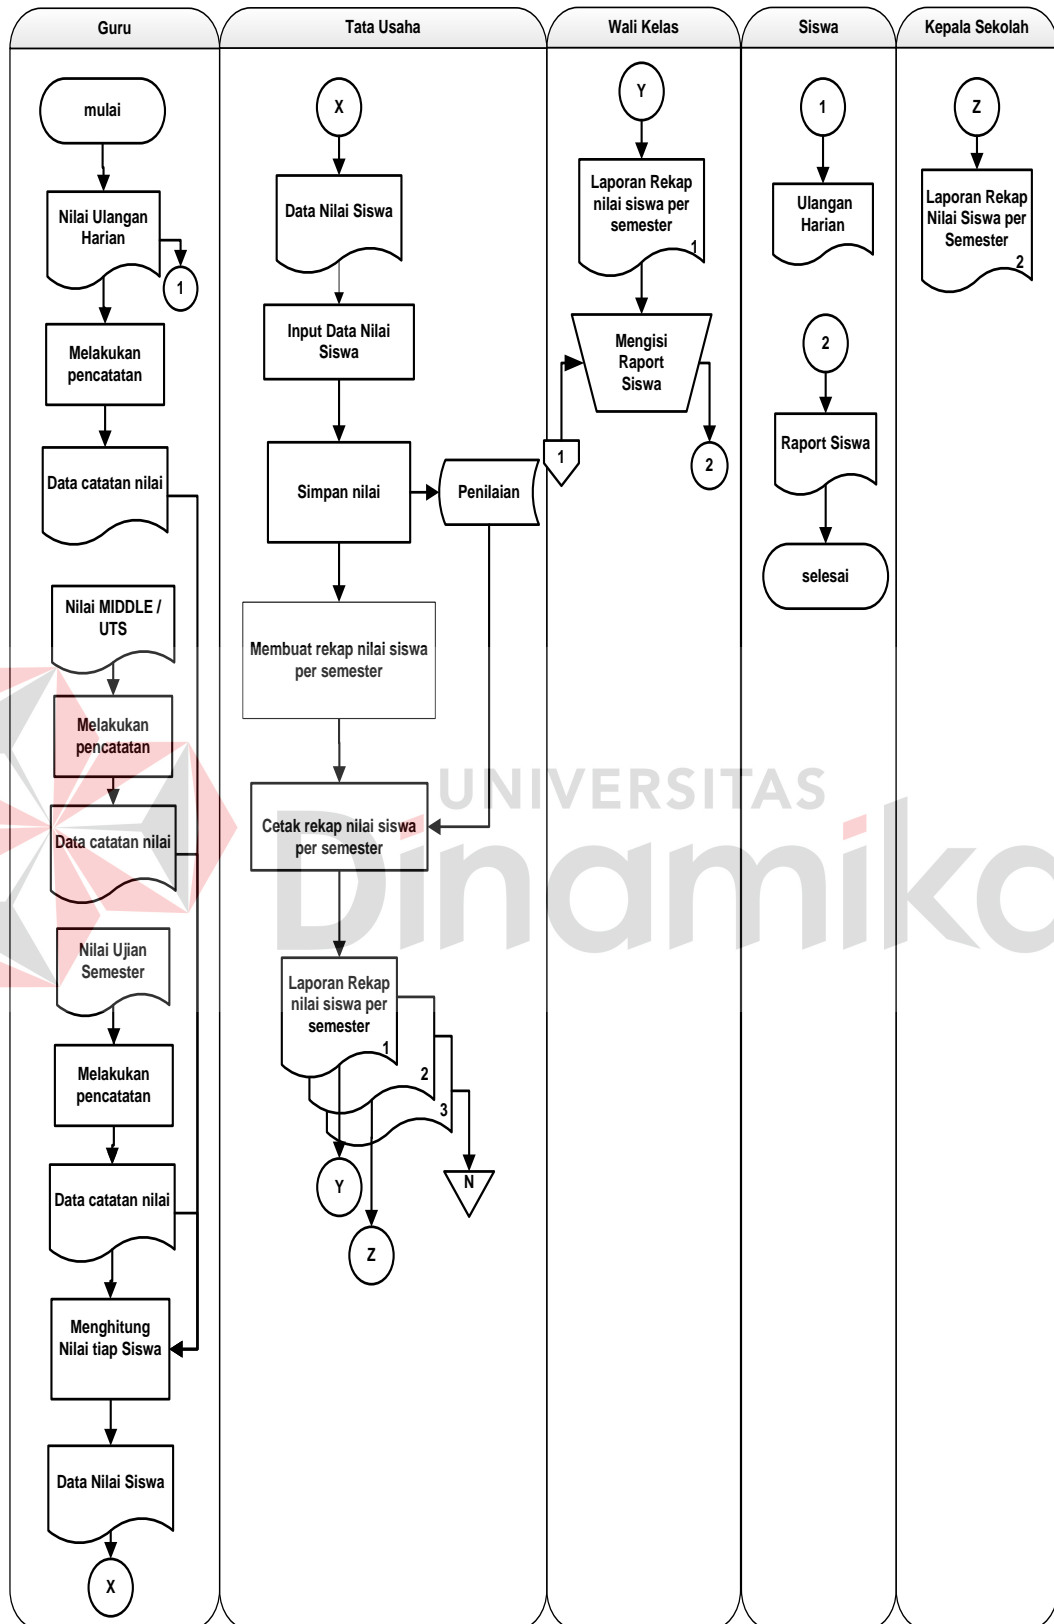 Guru
Tata Usaha
Wali Kelas
Siswa
Kepala Sekolah
mulai
Nilai Ulangan
Harian
1
Melakukan
pencatatan
Data catatan nilai
Nilai MIDDLE /
UTS
Melakukan
pencatatan
Data catatan nilai
Nilai Ujian
Semester
Melakukan
pencatatan
Data catatan nilai
Menghitung
Nilai tiap Siswa
Data Nilai Siswa
X
X
Data Nilai Siswa
Input Data Nilai
Siswa
Simpan nilai
Penilaian
Membuat rekap nilai siswa
per semester
Cetak rekap nilai siswa
per semester
Laporan Rekap
nilai siswa per
semester
1
2
3
Y
Z
N
Y
Laporan Rekap
nilai siswa per
semester
1
Mengisi
Raport
Siswa
1
2
1
Ulangan
Harian
2
Raport Siswa
selesai
Z
Laporan Rekap
Nilai Siswa per
Semester
2
UNIVERSITAS
Dinamika